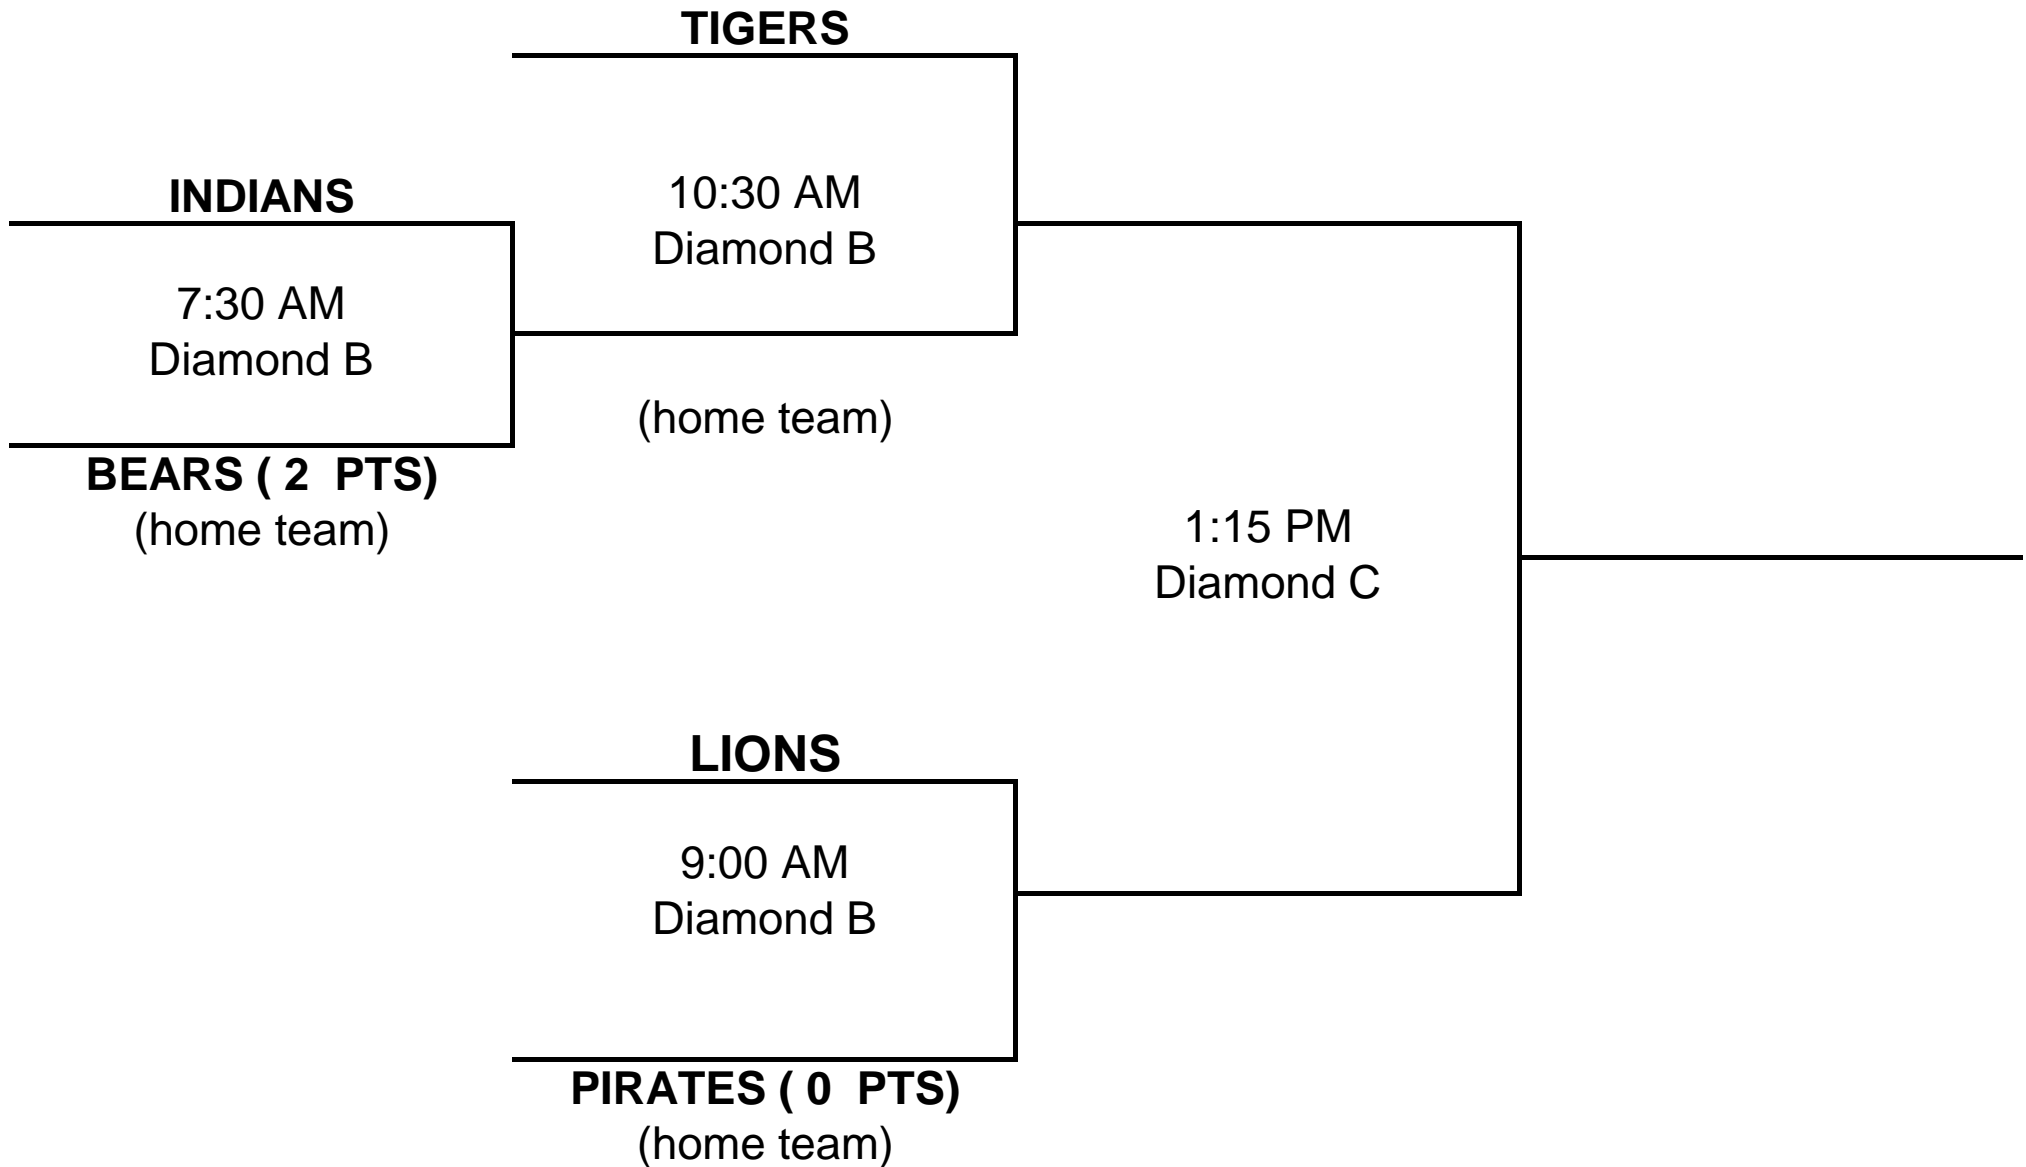 TIGERS
10:30 AM
Diamond B
INDIANS
7:30 AM
Diamond B
(home team)
BEARS ( 2  PTS)
(home team)
1:15 PM
Diamond C
LIONS
9:00 AM
Diamond B
PIRATES ( 0  PTS)
(home team)